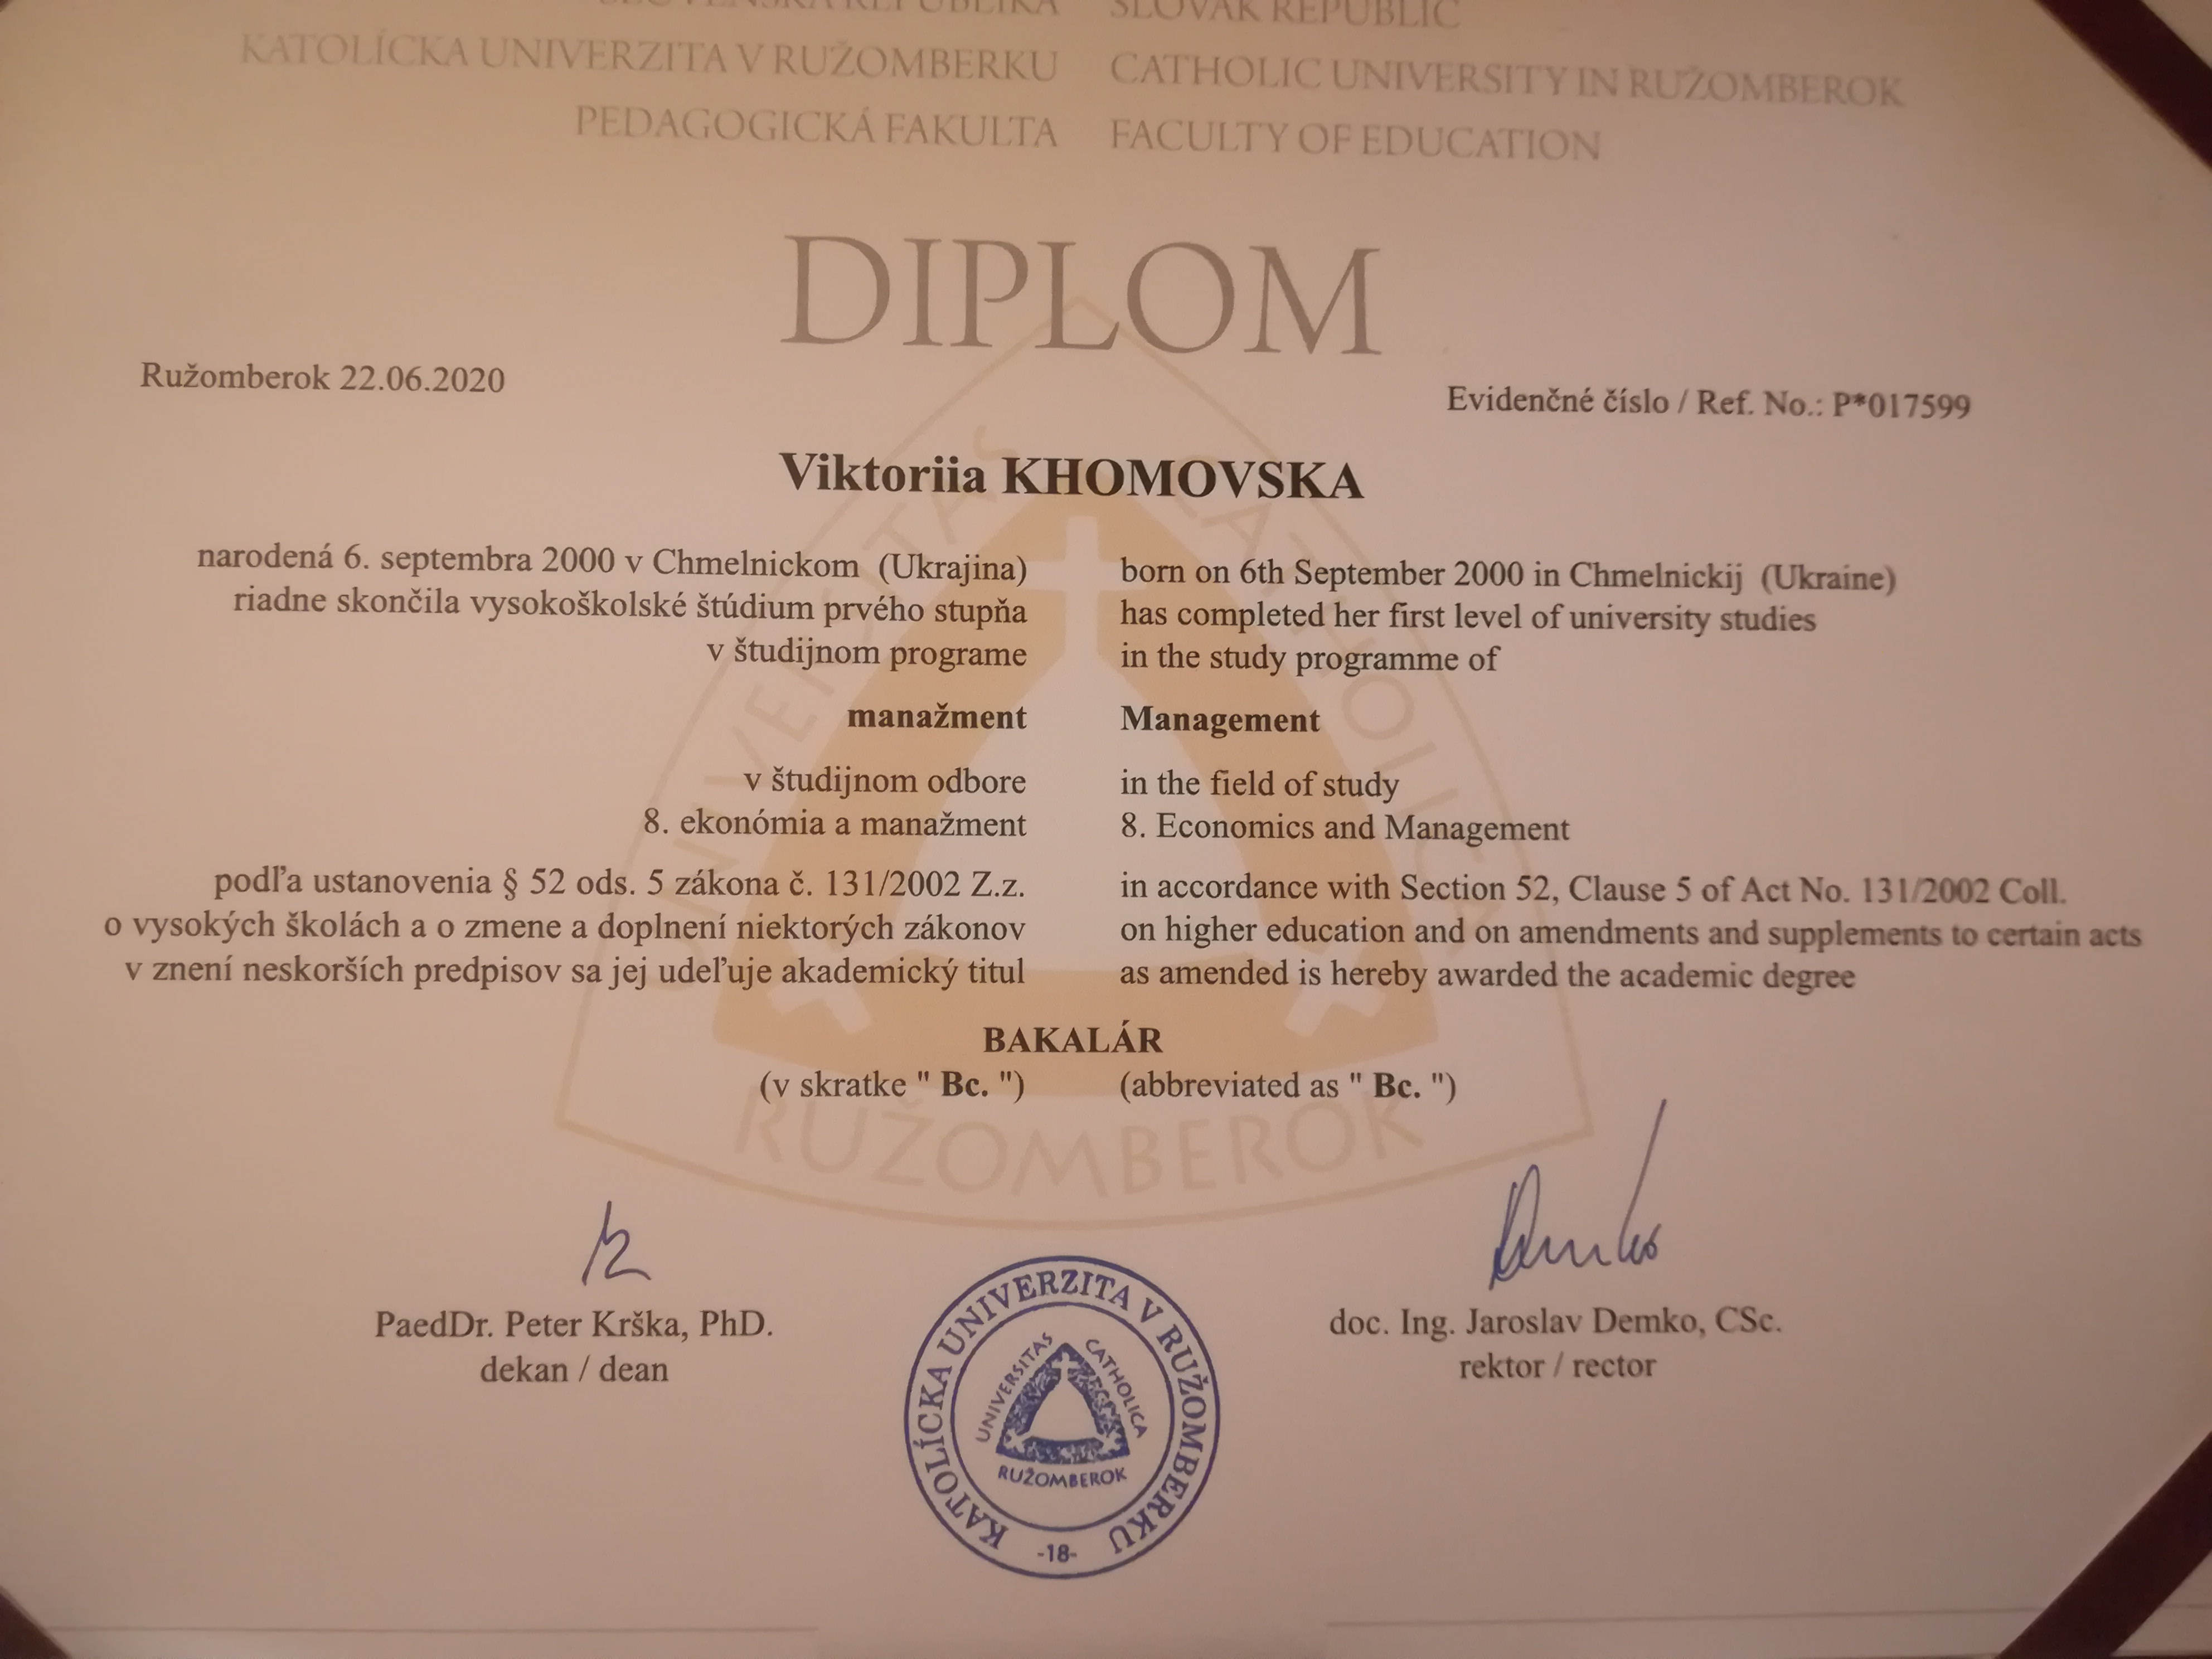 SLOVENSKÁ REPUBLIKA
KATOLÍCKA UNIVERZITA V RUŽOMBERKU
PEDAGOGICKÁ FAKULTA
SLOVAK REPUBLIC
CATHOLIC UNIVERSITY IN RUŽOMBEROK
FACULTY OF EDUCATION
DIPLOM
Ružomberok 22.06.2020
Evidenčné číslo / Ref. No.: P*017599
Viktoriia KHOMOVSKA
narodená 6. septembra 2000 v Chmelnickom (Ukrajina)
riadne skončila vysokoškolské štúdium prvého stupňa
v študijnom programe
manažment
v študijnom odbore
8. ekonómia a manažment
podľa ustanovenia § 52 ods. 5 zákona č. 131/2002 Z.z.
o vysokých školách a o zmene a doplnení niektorých zákonov
v znení neskorších predpisov sa jej udeľuje akademický titul
born on 6th September 2000 in Chmelnickij (Ukraine)
has completed her first level of university studies
in the study programme of
Management
in the field of study
8. Economics and Management
in accordance with Section 52, Clause 5 of Act No. 131/2002 Coll.
on higher education and on amendments and supplements to certain acts
as amended is hereby awarded the academic degree
BAKALÁR
(v skratke " Bc. ")
(abbreviated as " Bc. ")
UNIVERSITAS CATHOLICA
RUŽOMBEROK
PaedDr. Peter Krška, PhD.
dekan / dean
doc. Ing. Jaroslav Demko, CSc.
rektor / rector
KATOLÍCKA UNIVERZITA V RUŽOMBERKU
UNIVERSITAS CATHOLICA
RUŽOMBEROK
-18-